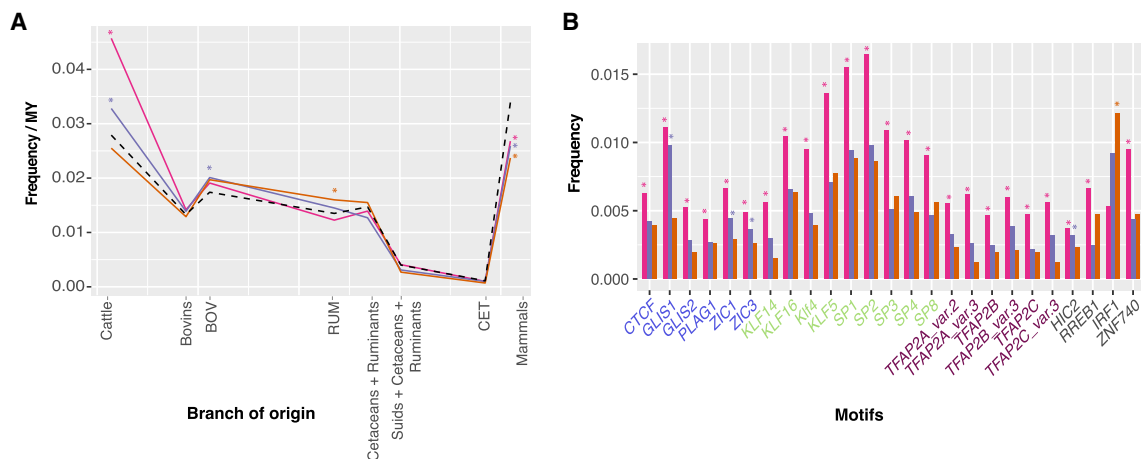 A
Frequency / MY
0.04
0.03
0.02
0.01
0.00
*
*
*
*
*
*
*
Cattle
Bovins
BOV
RUM
Cetaceans + Ruminants
Suids + Cetaceans +
Ruminants
CET
Mammals
Branch of origin
B
Frequency
0.015
0.010
0.005
0.000
CTCF
GLIS1
GLIS2
PLAG1
ZIC1
ZIC3
KLF14
KLF16
Klf4
KLF5
SP1
SP2
SP3
SP4
SP8
TFAP2A_var.2
TFAP2A_var.3
TFAP2B
TFAP2B_var.3
TFAP2C
TFAP2C_var.3
HIC2
RREB1
IRF1
ZNF740
Motifs